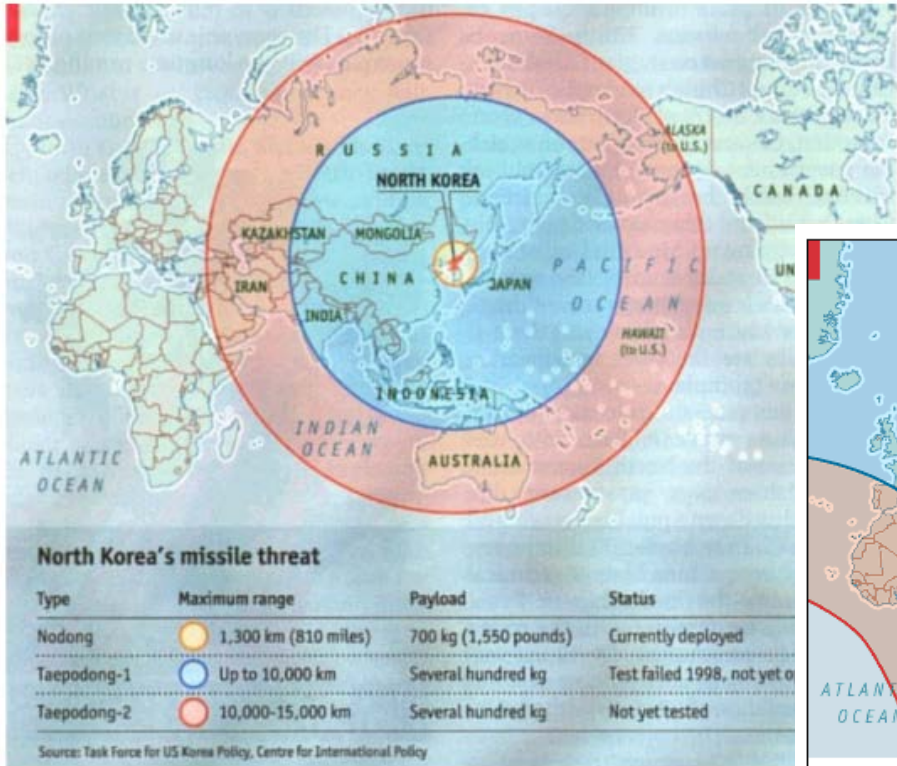 RUSSIA
ALASKA
(to U.S.)
NORTH KOREA
CANADA
KAZAKHSTAN
MONGOLIA
PACIFIC
OCEAN
UN
IRAN
CHINA
JAPAN
INDIA
HAWAII
(to U.S.)
INDONESIA
INDIAN
OCEAN
ATLANTIC
OCEAN
AUSTRALIA
North Korea's missile threat
Type Maximum range Payload Status
Nodong 1,300 km (810 miles) 700 kg (1,550 pounds) Currently deployed
Taepodong-1 Up to 10,000 km Several hundred kg Test failed 1998, not yet o
Taepodong-2 10,000-15,000 km Several hundred kg Not yet tested
Source: Task Force for US Korea Policy, Centre for International Policy
ATLAN
OCEAN